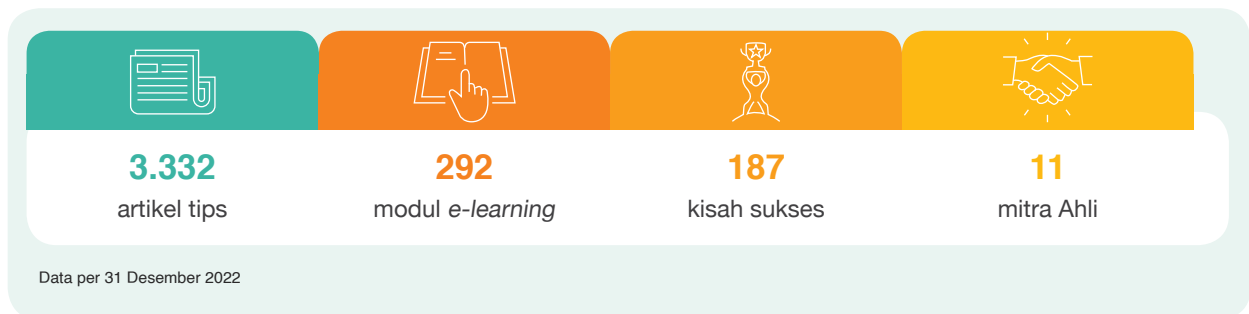 3.332
artikel tips
292
modul e-learning
187
kisah sukses
11
mitra Ahli
Data per 31 Desember 2022